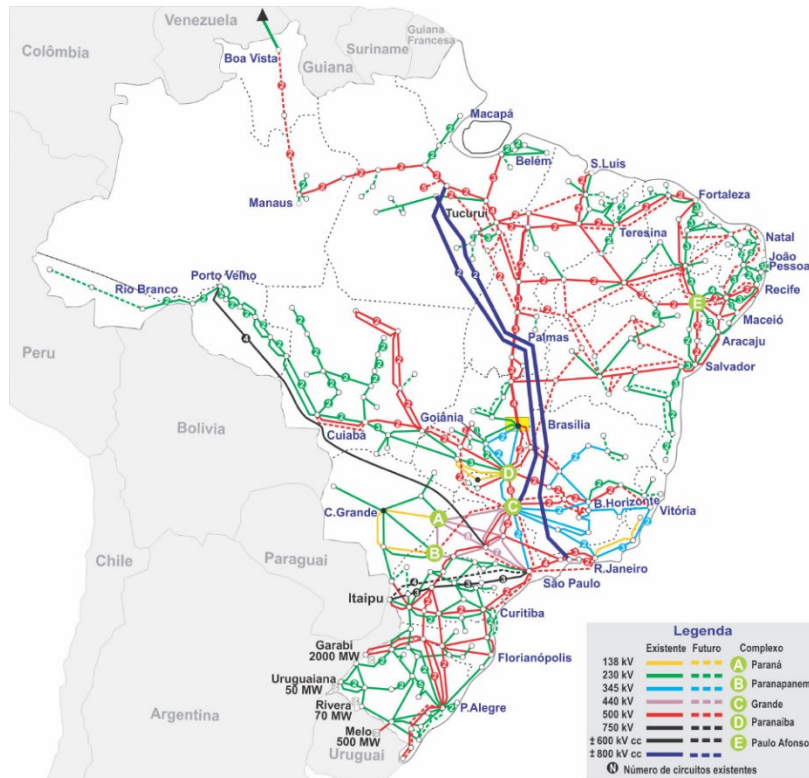 Venezuela
Colômbia
Boa Vista
Guiana
Suriname
Guiana
Francesa
Macapá
Belém
S.Luís
Manaus
Tucuruí
Fortaleza
Teresina
Natal
João
Pessoa
Recife
Maceió
Aracaju
Salvador
E
Porto Velho
Rio Branco
Peru
Palmas
Bolívia
Cuiabá
Goiânia
Brasília
D
C
B.Horizonte
Vitória
C.Grande
A
B
Chile
Paraguai
R.Janeiro
São Paulo
Itaipu
Curitiba
Garabi
2000 MW
Florianópolis
Uruguaiana
50 MW
Rivera
70 MW
P.Alegre
Melo
500 MW
Uruguai
Argentina
Legenda
Existente Futuro Complexo
138 kV A Paraná
230 kV B Paranapanem
345 kV
440 kV C Grande
500 kV D Paranaiba
750 kV
±600 kV cc E Paulo Afonso
±800 kV cc
N Número de circuitos existentes